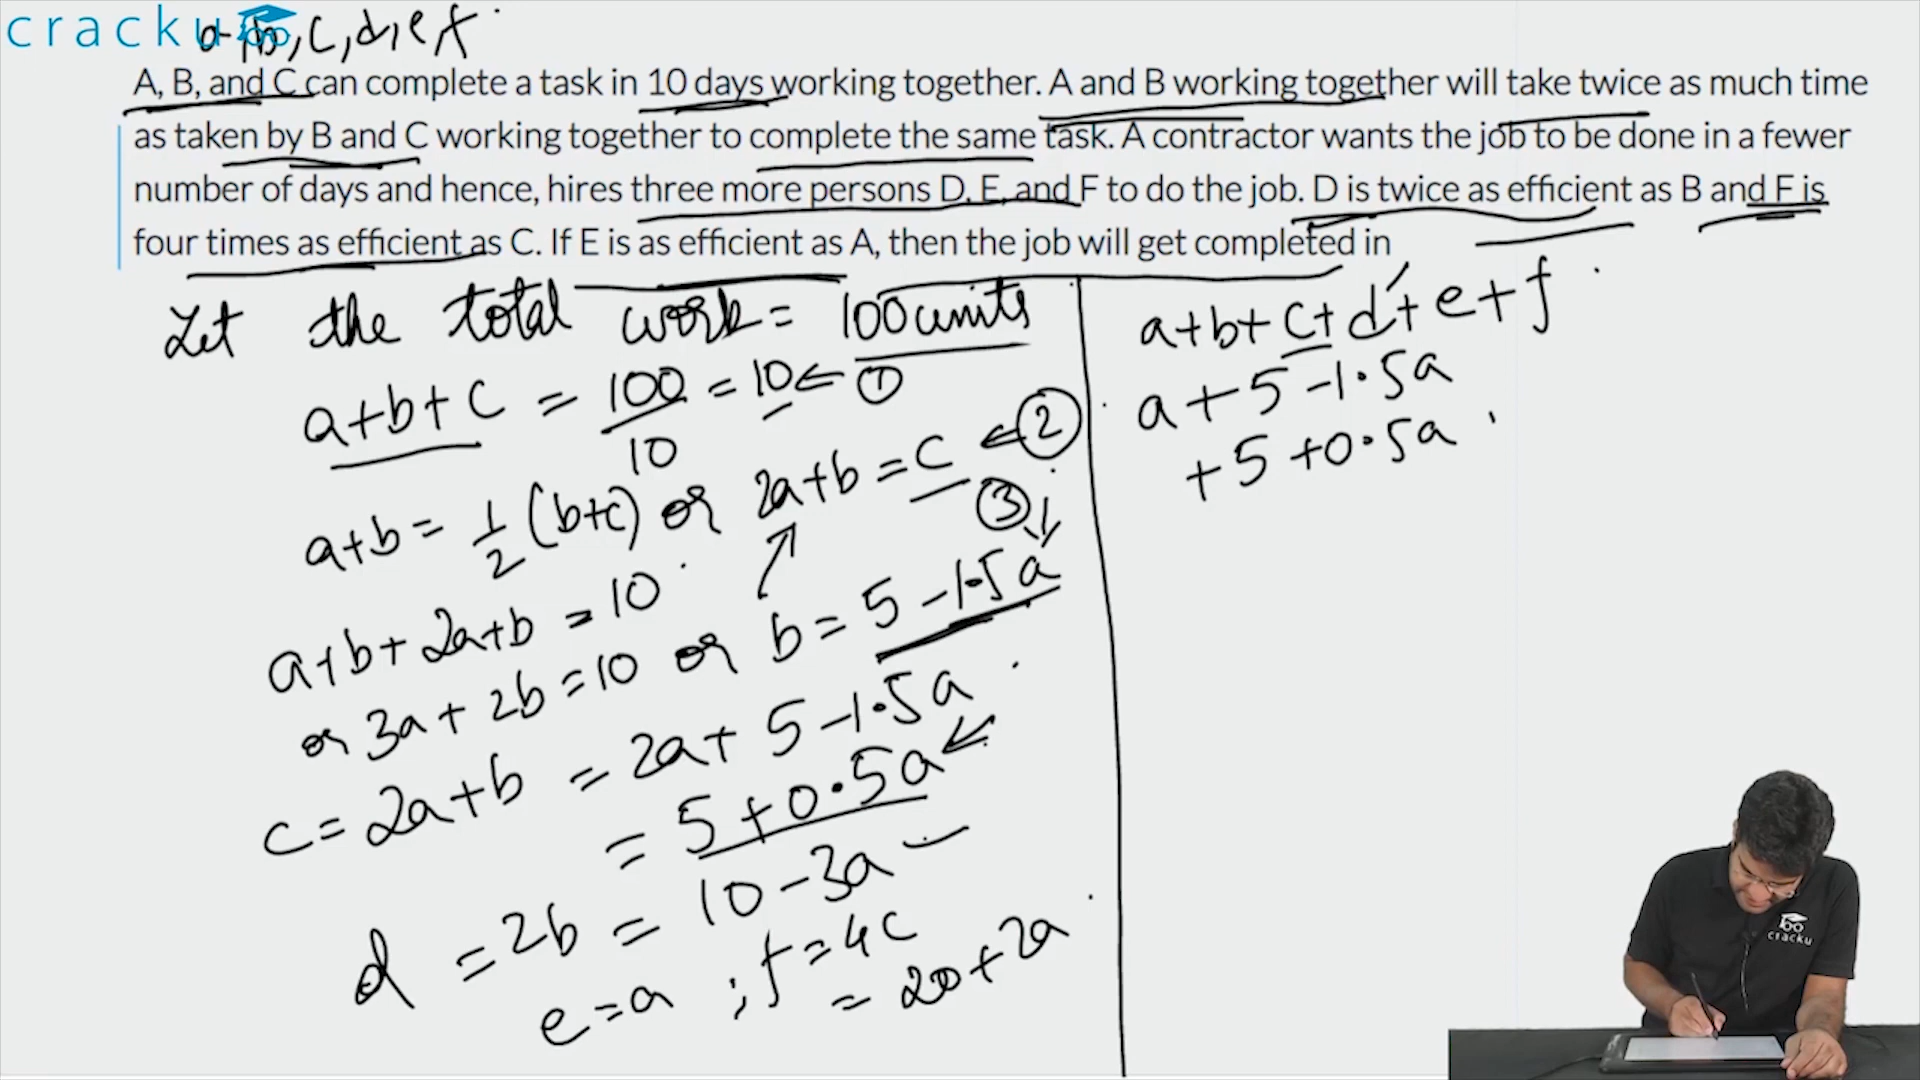 cracku
a, b, c, d, e, f
A, B, and C can complete a task in 10 days working together. A and B working together will take twice as much time
as taken by B and C working together to complete the same task. A contractor wants the job to be done in a fewer
number of days and hence, hires three more persons D, E, and F to do the job. D is twice as efficient as B and F is
four times as efficient as C. If E is as efficient as A, then the job will get completed in
Let the total work = 100 units
a+b+c = 100/10 = 10 ← ①
a+b = 1/2 (b+c) or 2a+b = c ← ②
③
a+b+2a+b = 10
or 3a+2b = 10 or b = 5-1.5a
c = 2a+b = 2a+5-1.5a
= 5+0.5a
d = 2b = 10-3a
e = a ; f = 4c
= 20+2a
a+b+c+d+e+f
a+5-1.5a
+5+0.5a
cracku